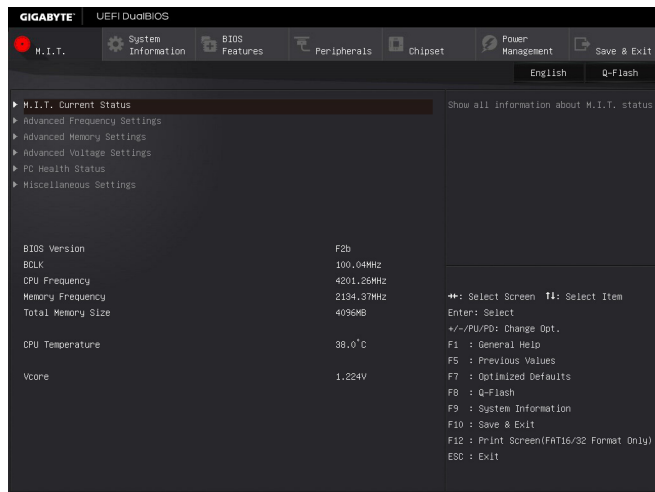 GIGABYTE™ UEFI DualBIOS
M.I.T.
System Information
BIOS Features
Peripherals
Chipset
Power Management
Save & Exit
English
Q-Flash
M.I.T. Current Status
Advanced Frequency Settings
Advanced Memory Settings
Advanced Voltage Settings
PC Health Status
Miscellaneous Settings
Show all information about M.I.T. status
BIOS Version F2b
BCLK 100.04MHz
CPU Frequency 4201.26MHz
Memory Frequency 2134.37MHz
Total Memory Size 4096MB
CPU Temperature 38.0°C
Vcore 1.224V
→←: Select Screen ↑↓: Select Item
Enter: Select
+/-/PU/PD: Change Opt.
F1 : General Help
F5 : Previous Values
F7 : Optimized Defaults
F8 : Q-Flash
F9 : System Information
F10 : Save & Exit
F12 : Print Screen(FAT16/32 Format Only)
ESC : Exit